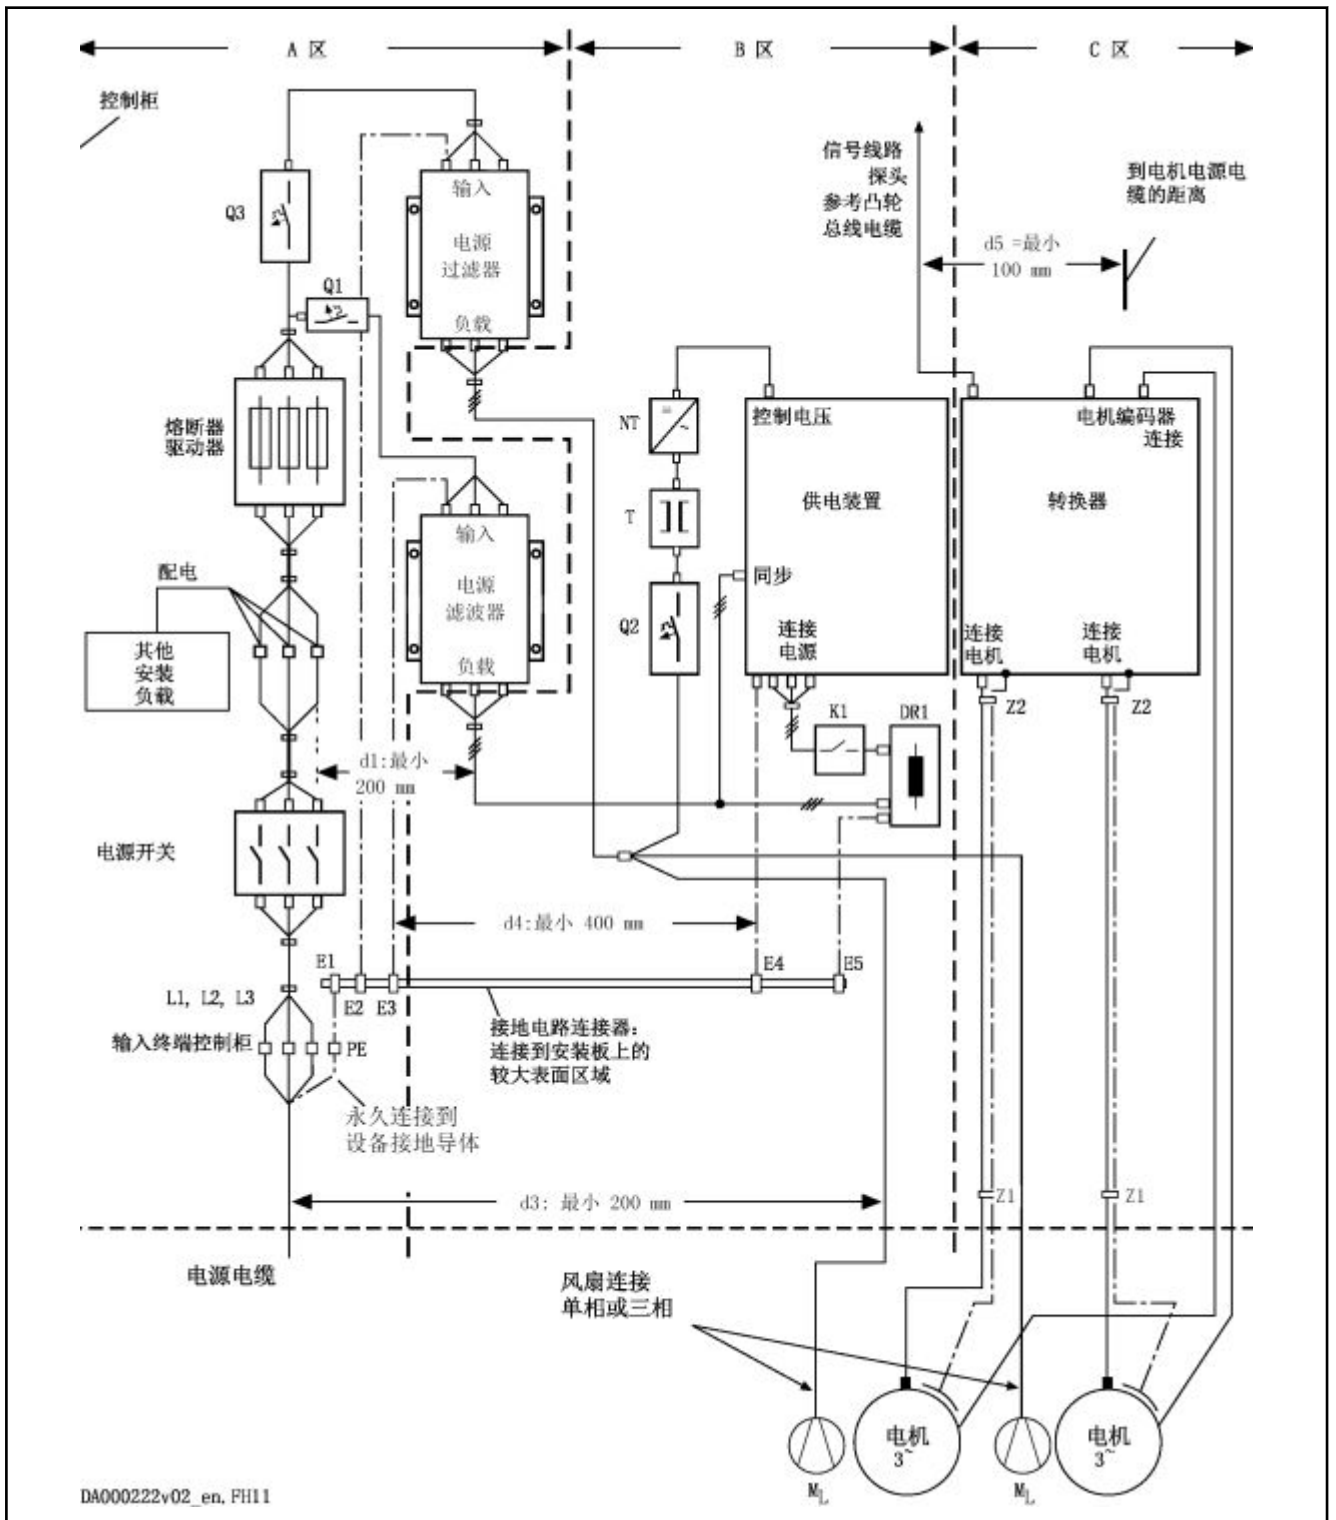 A 区
B 区
C 区
控制柜
信号线路
探头
参考凸轮
总线电缆
到电机电源电
缆的距离
d5 =最小
100 mm
Q3
输入
电源
过滤器
负载
Q1
熔断器
驱动器
NT
控制电压
电机编码器
连接
T
供电装置
转换器
输入
电源
滤波器
负载
配电
同步
Q2
其他
安装
负载
连接
电源
连接
电机
连接
电机
Z2
Z2
K1
DR1
d1:最小
200 mm
电源开关
d4:最小 400 mm
E1
E2
E3
E4
E5
L1, L2, L3
输入终端控制柜
PE
接地电路连接器:
连接到安装板上的
较大表面区域
永久连接到
设备接地导体
d3: 最小 200 mm
Z1
Z1
电源电缆
风扇连接
单相或三相
电机
3~
电机
3~
ML
ML
DA000222v02_en.FH11